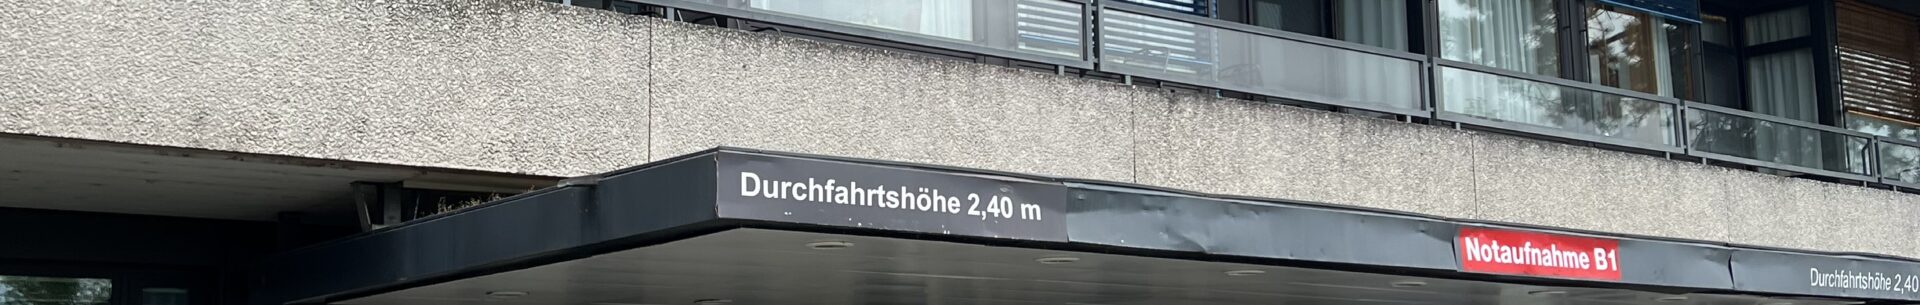 Durchfahrtshöhe 2,40 m
Notaufnahme B1
Durchfahrtshöhe 2,40